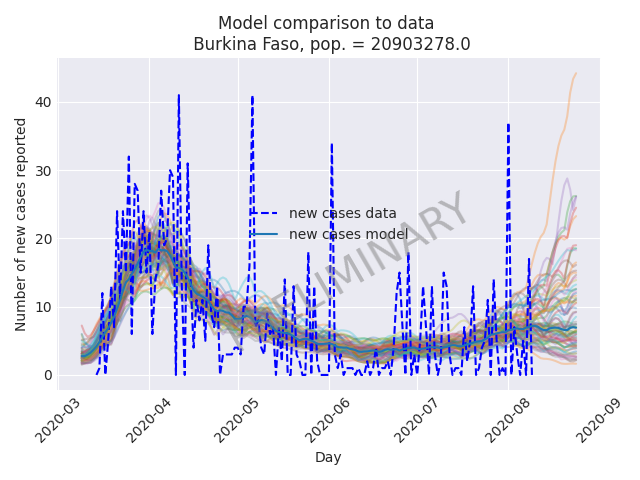 Model comparison to data
Burkina Faso, pop. = 20903278.0
Number of new cases reported
40
30
20
10
0
new cases data
new cases model
2020-03
2020-04
2020-05
2020-06
2020-07
2020-08
2020-09
Day